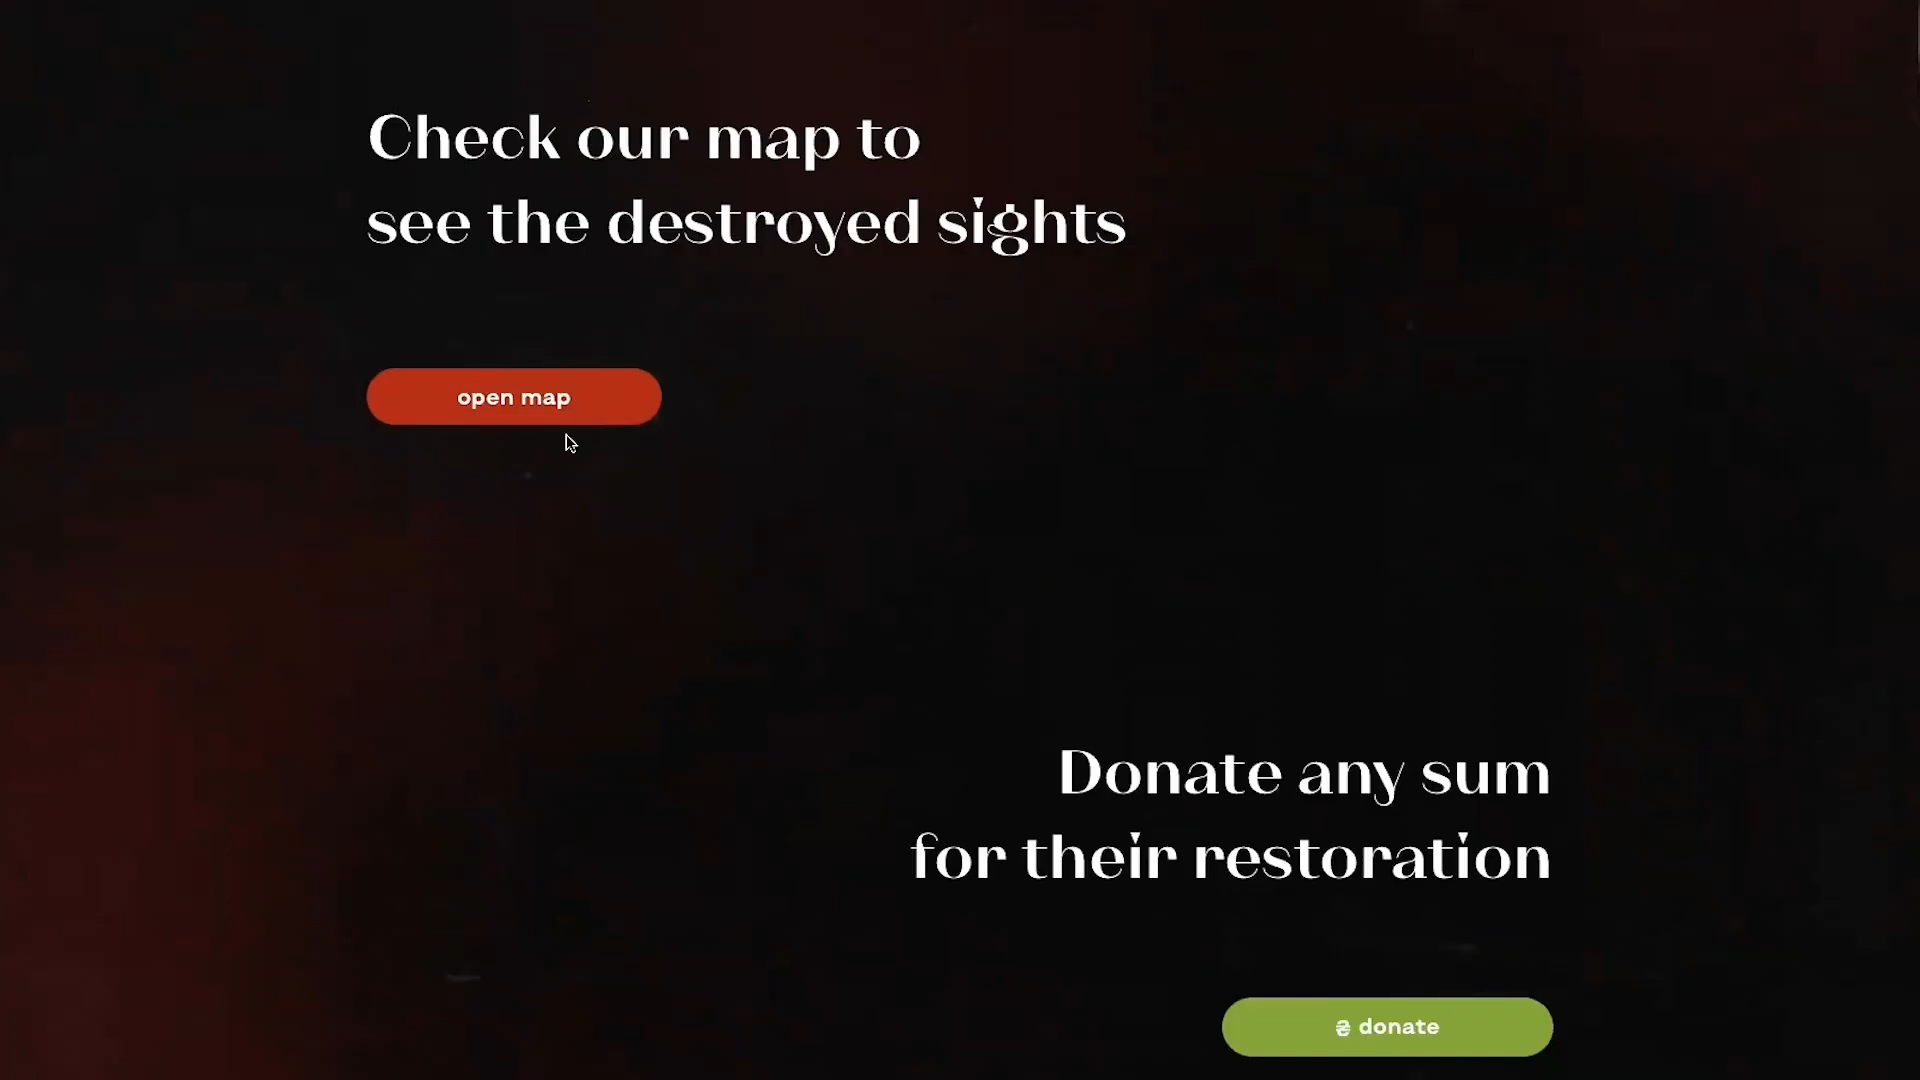 Check our map to
see the destroyed sights
open map
Donate any sum
for their restoration
₴ donate